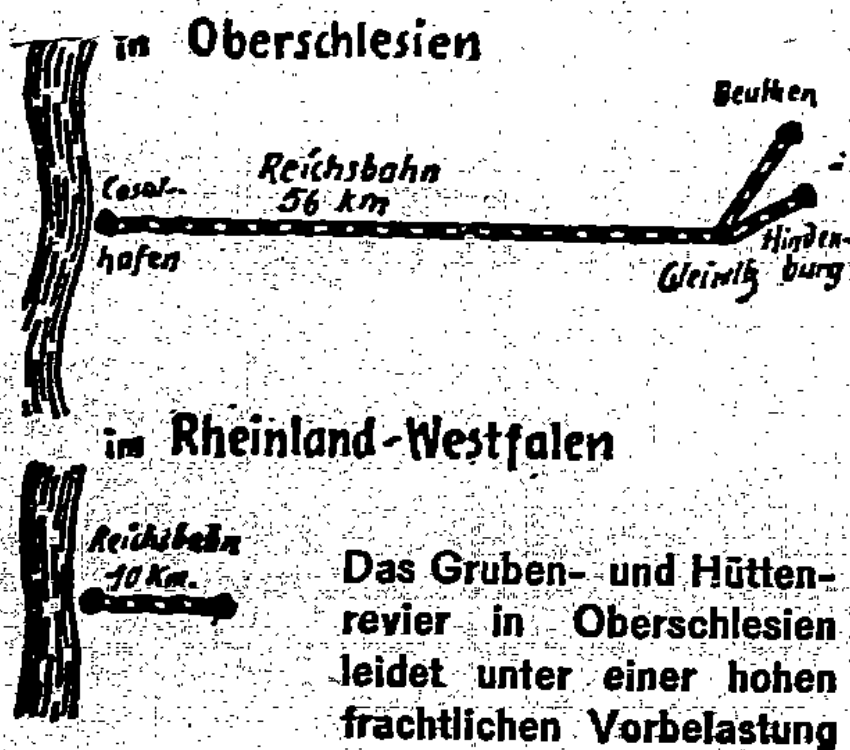 in Oberschlesien
Beuthen
Reichsbahn
56 km
Cosel-
hafen
Hinden-
burg
Gleiwitz
im Rheinland-Westfalen
Reichsbahn
10 Km.
Das Gruben- und Hütten-
revier in Oberschlesien
leidet unter einer hohen
frachtlichen Vorbelastung